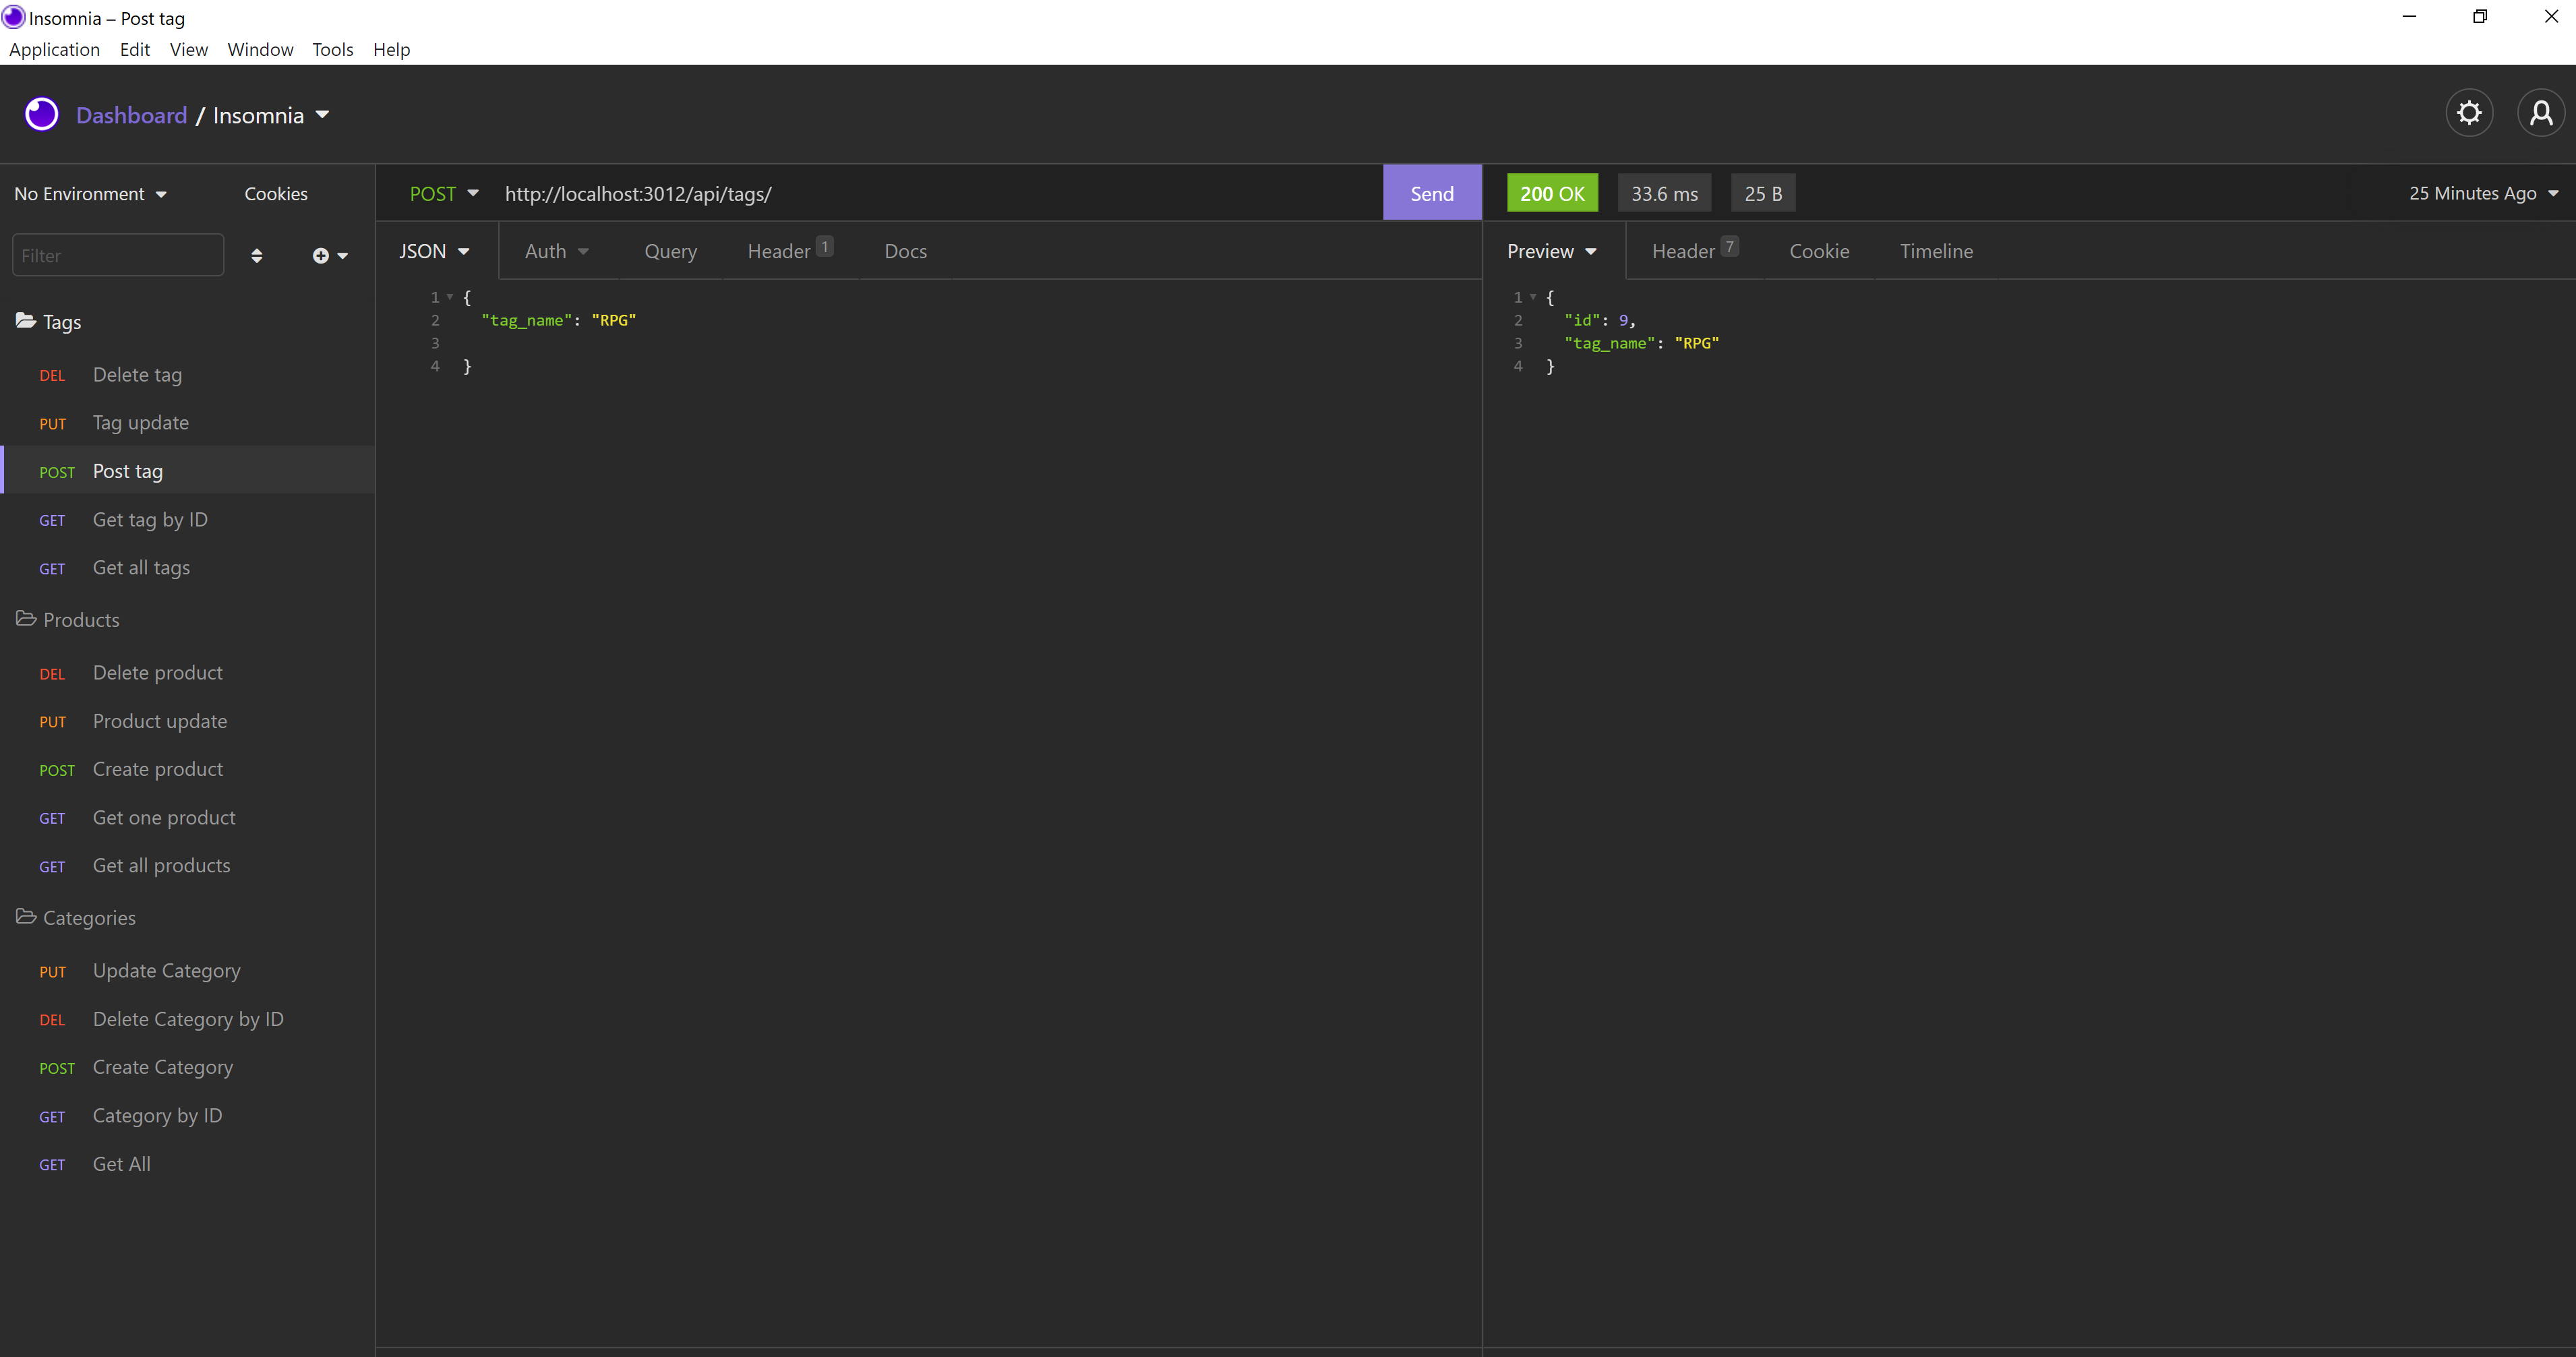 Insomnia – Post tag
Application Edit View Window Tools Help
Dashboard / Insomnia
No Environment Cookies
Filter
Tags
DEL Delete tag
PUT Tag update
POST Post tag
GET Get tag by ID
GET Get all tags
Products
DEL Delete product
PUT Product update
POST Create product
GET Get one product
GET Get all products
Categories
PUT Update Category
DEL Delete Category by ID
POST Create Category
GET Category by ID
GET Get All
POST http://localhost:3012/api/tags/ Send
JSON Auth Query Header 1 Docs
1 {
2 "tag_name": "RPG"
3
4 }
200 OK 33.6 ms 25 B 25 Minutes Ago
Preview Header 7 Cookie Timeline
1 {
2 "id": 9,
3 "tag_name": "RPG"
4 }